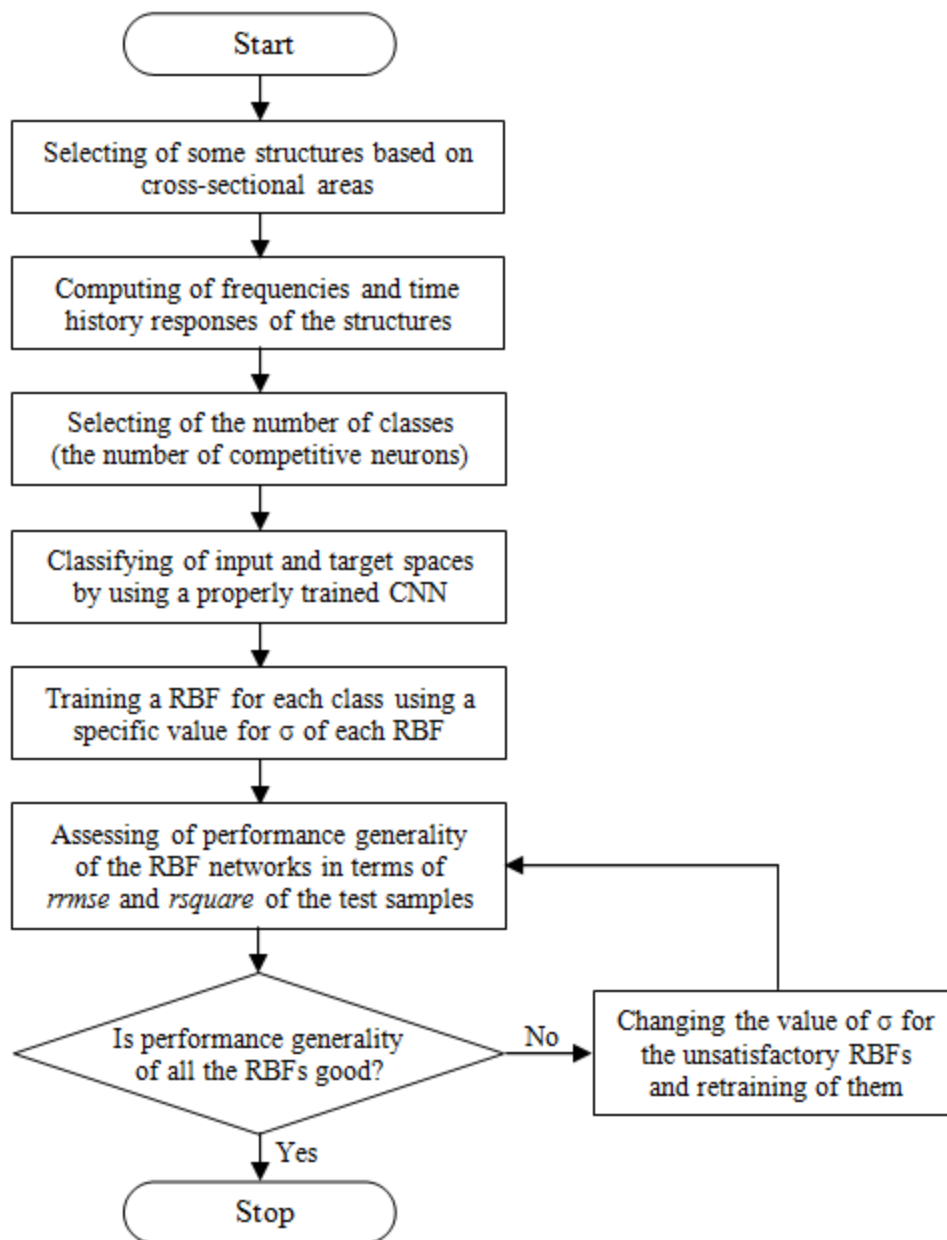 Start
Selecting of some structures based on
cross-sectional areas
Computing of frequencies and time
history responses of the structures
Selecting of the number of classes
(the number of competitive neurons)
Classifying of input and target spaces
by using a properly trained CNN
Training a RBF for each class using a
specific value for σ of each RBF
Assessing of performance generality
of the RBF networks in terms of
rrmse and rsquare of the test samples
Is performance generality
of all the RBFs good?
No
Changing the value of σ for
the unsatisfactory RBFs
and retraining of them
Yes
Stop